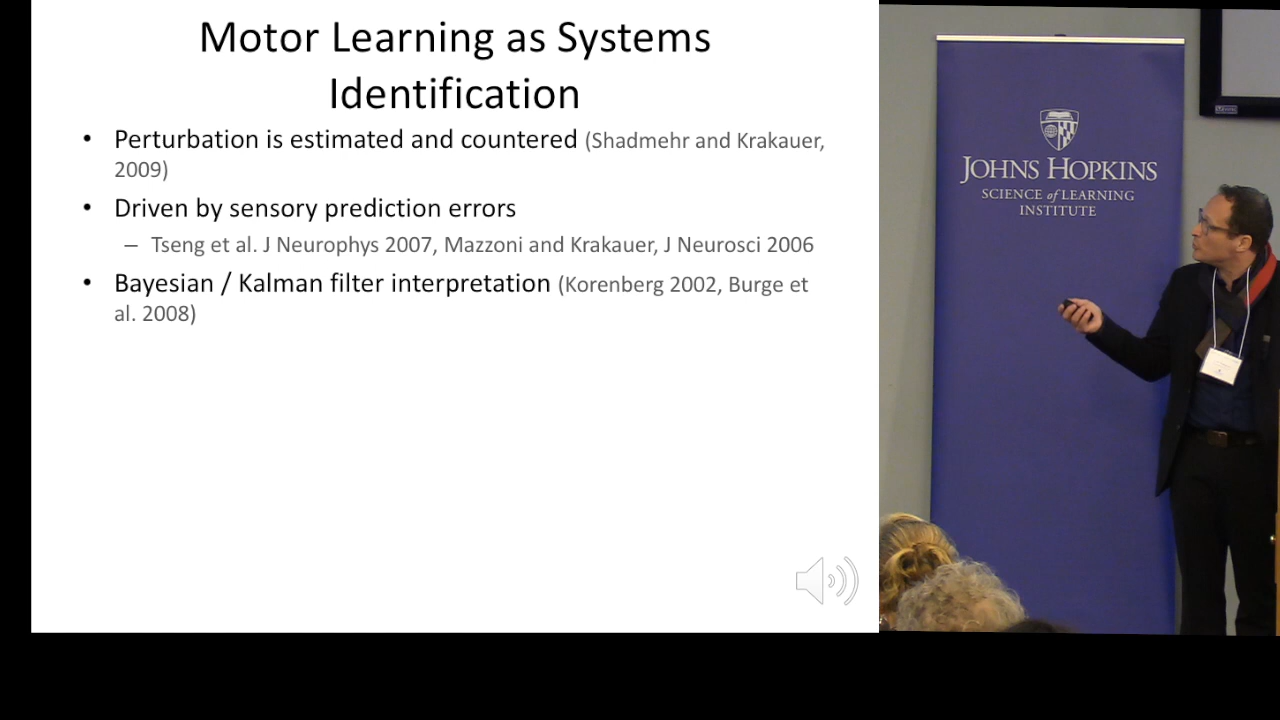 Motor Learning as Systems
Identification
• Perturbation is estimated and countered (Shadmehr and Krakauer,
2009)
• Driven by sensory prediction errors
– Tseng et al. J Neurophys 2007, Mazzoni and Krakauer, J Neurosci 2006
• Bayesian / Kalman filter interpretation (Korenberg 2002, Burge et
al. 2008)
JOHNS HOPKINS
SCIENCE of LEARNING
INSTITUTE